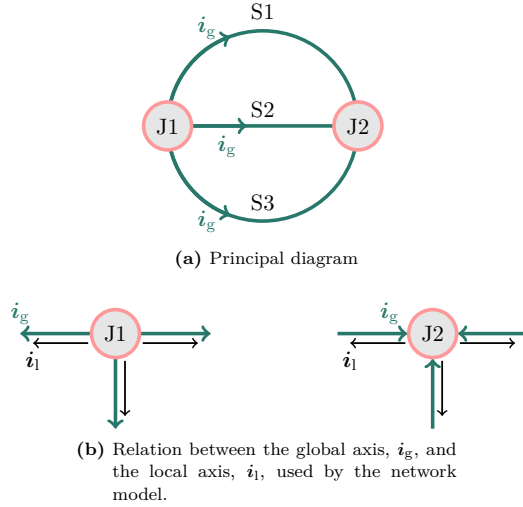 S1
i_g
J1 S2 J2
i_g
S3
i_g
(a) Principal diagram
i_g J1 i_g J2
i_l i_l
(b) Relation between the global axis, i_g, and
the local axis, i_l, used by the network
model.